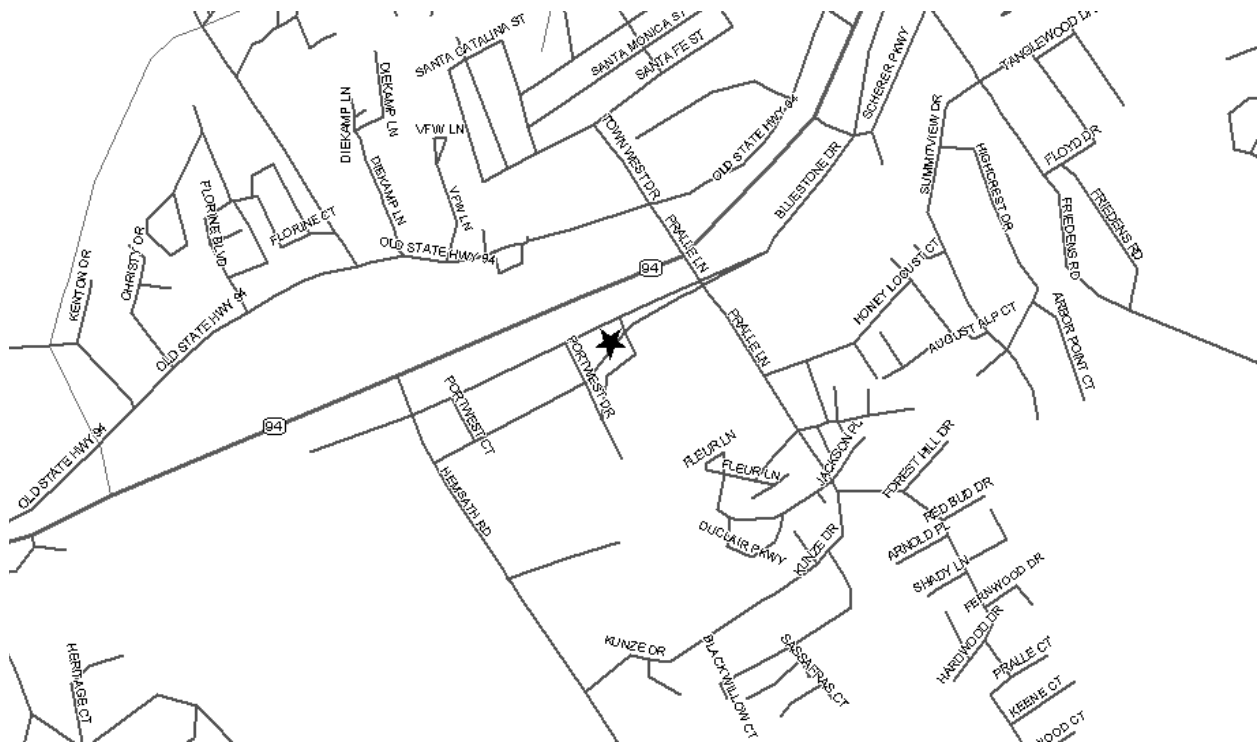 SANTA CATALINA ST
SANTA MONICA ST
SANTA FE ST
SCHERER PKWY
TANGLEWOOD DR
DIEKAMP LN
DIEKAMP LN
DIEKAMP LN
VFW LN
VFW LN
TOWN WEST DR
OLD STATE HWY 94
BLUESTONE DR
SUMMITVIEW DR
HIGHCREST DR
FLOYD DR
FRIEDENS RD
FRIEDENS RD
FLORINE BLVD
FLORINE CT
CHRISTY DR
KENTON DR
OLD STATE HWY 94
OLD STATE HWY 94
PRALLE LN
94
HONEY LOCUST CT
AUGUST ALP CT
ARBOR POINT CT
PRALLE LN
PORTWEST DR
PORTWEST CT
94
OLD STATE HWY 94
HEMSATH RD
FLEUR LN
FLEUR LN
JACKSON PL
FOREST HILL DR
RED BUD DR
DUCLAIR PKWY
KUNZE DR
ARNOLD PL
SHADY LN
FERNWOOD DR
HARDWOOD DR
KUNZE DR
BLACK WILLOW CT
SASSAFRAS CT
PRALLE CT
KEENE CT
WOOD CT
HERITAGE CT